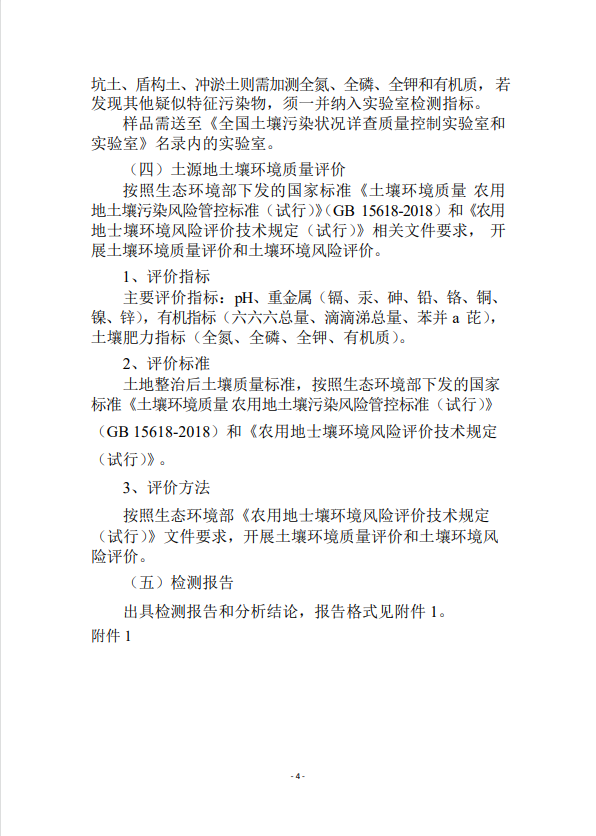 坑土、盾构土、冲淤土则需加测全氮、全磷、全钾和有机质，若
发现其他疑似特征污染物，须一并纳入实验室检测指标。
样品需送至《全国土壤污染状况详查质量控制实验室和
实验室》名录内的实验室。
（四）土源地土壤环境质量评价
按照生态环境部下发的国家标准《土壤环境质量 农用
地土壤污染风险管控标准（试行）》（GB 15618-2018）和《农用
地士壤环境风险评价技术规定（试行）》相关文件要求， 开
展土壤环境质量评价和土壤环境风险评价。
1、评价指标
主要评价指标：pH、重金属（镉、汞、砷、铅、铬、铜、
镍、锌），有机指标（六六六总量、滴滴涕总量、苯并 a 芘），
土壤肥力指标（全氮、全磷、全钾、有机质）。
2、评价标准
土地整治后土壤质量标准，按照生态环境部下发的国家
标准《土壤环境质量 农用地土壤污染风险管控标准（试行）》
（GB 15618-2018）和《农用地士壤环境风险评价技术规定
（试行）》。
3、评价方法
按照生态环境部《农用地士壤环境风险评价技术规定
（试行）》文件要求，开展土壤环境质量评价和土壤环境风
险评价。
（五）检测报告
出具检测报告和分析结论，报告格式见附件 1。
附件 1
- 4 -